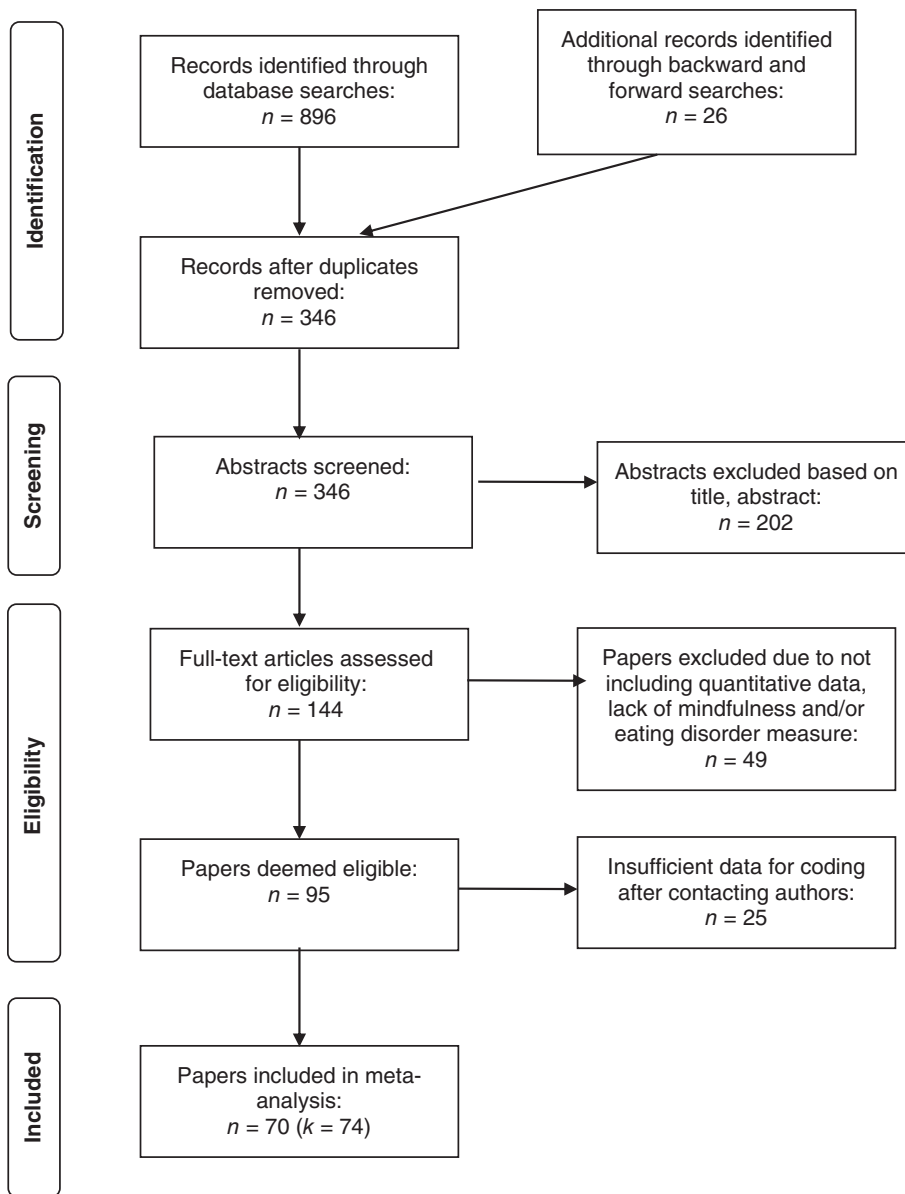 Identification
Records identified through
database searches:
n = 896
Additional records identified
through backward and
forward searches:
n = 26
Records after duplicates
removed:
n = 346
Screening
Abstracts screened:
n = 346
Abstracts excluded based on
title, abstract:
n = 202
Eligibility
Full-text articles assessed
for eligibility:
n = 144
Papers excluded due to not
including quantitative data,
lack of mindfulness and/or
eating disorder measure:
n = 49
Papers deemed eligible:
n = 95
Insufficient data for coding
after contacting authors:
n = 25
Included
Papers included in meta-
analysis:
n = 70 (k = 74)